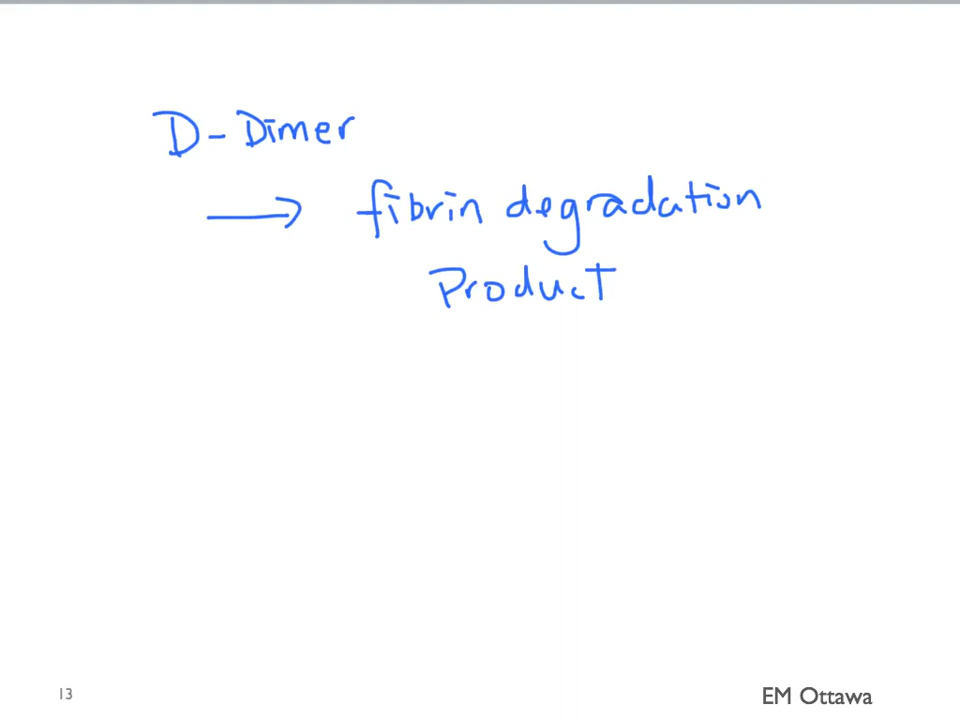 D-Dimer
→ fibrin degradation
Product
13
EM Ottawa